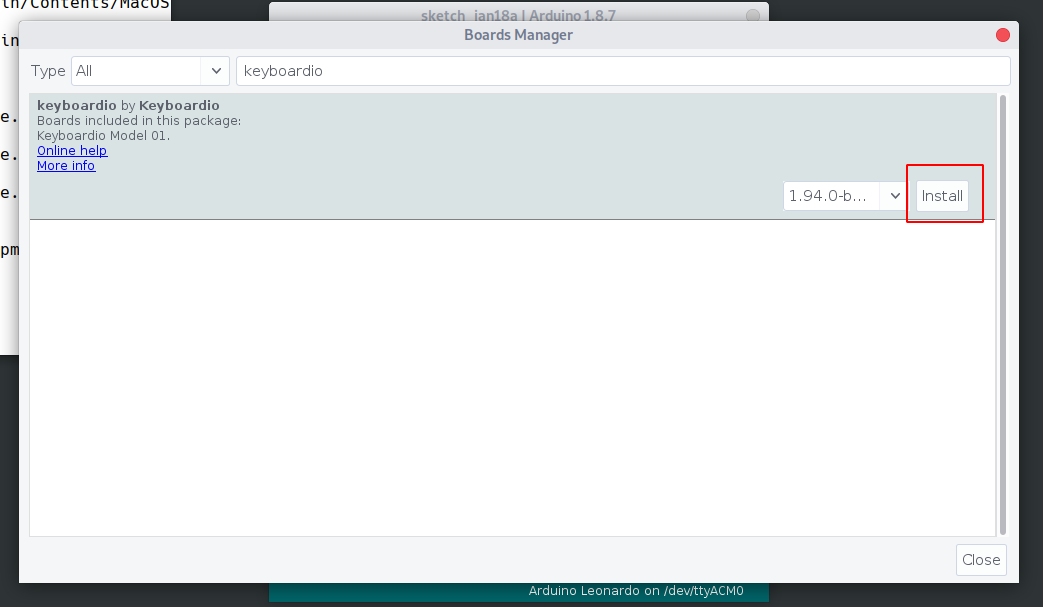 in/Contents/MacOS
sketch_jan18a | Arduino 1.8.7
Boards Manager
in
Type All keyboardio
keyboardio by Keyboardio
Boards included in this package:
Keyboardio Model 01.
Online help
More info
1.94.0-b... Install
e.
e.
e.
pm
Close
Arduino Leonardo on /dev/ttyACM0